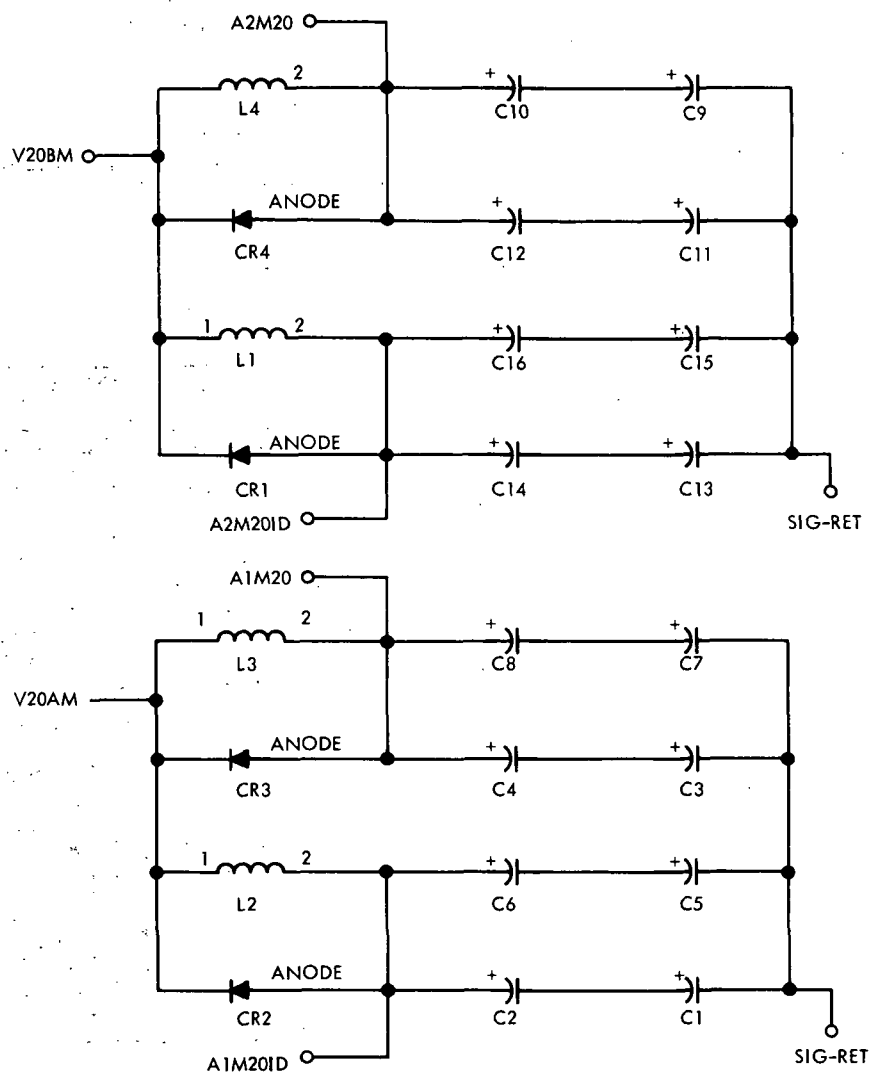 A2M20
2
+ +
L4 C10 C9
V20BM
ANODE
+ +
CR4 C12 C11
1 2
+ +
L1 C16 C15
ANODE
+ +
CR1 C14 C13
A2M20ID
SIG-RET
A1M20
1 2
+ +
L3 C8 C7
V20AM
ANODE
+ +
CR3 C4 C3
1 2
+ +
L2 C6 C5
ANODE
+ +
CR2 C2 C1
A1M20ID
SIG-RET